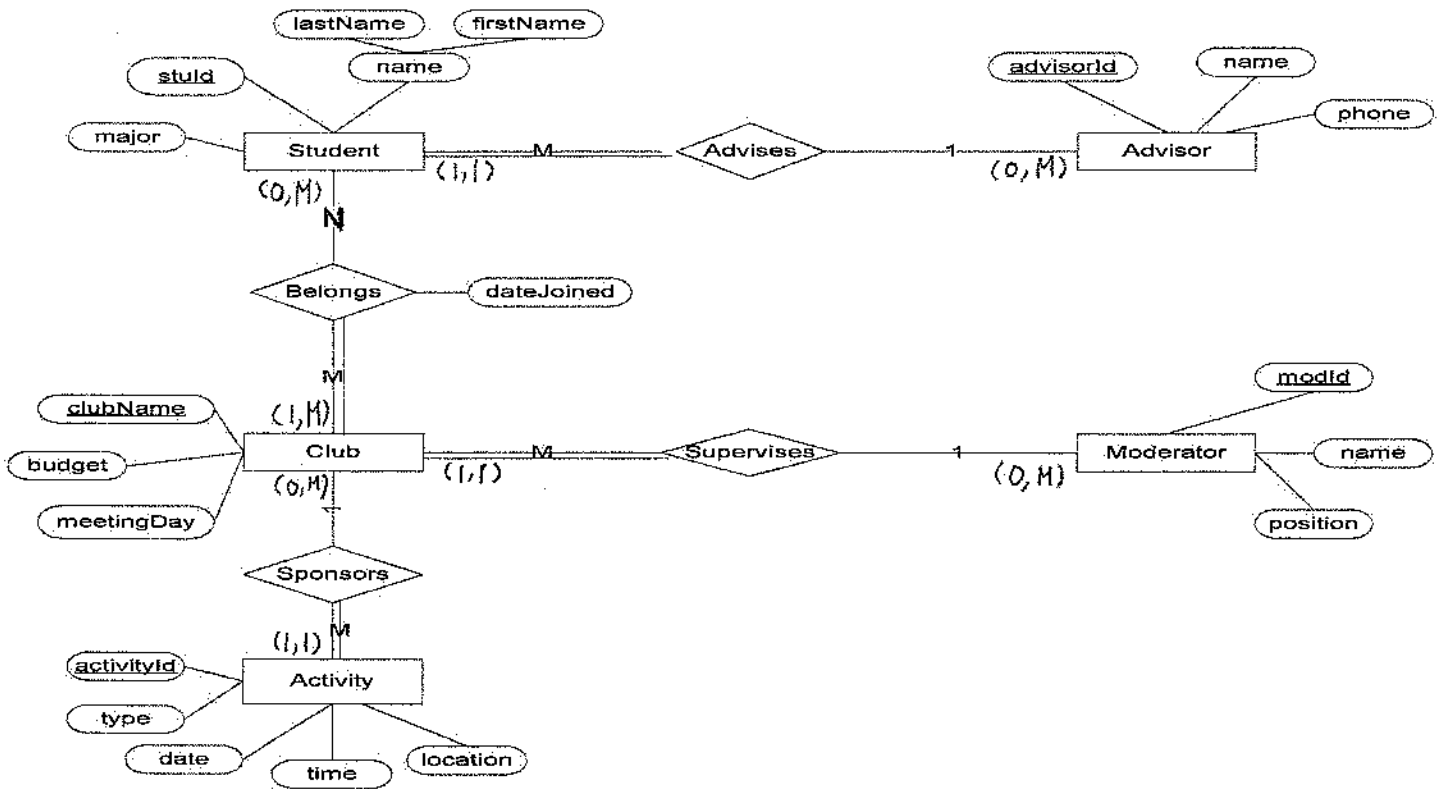 lastName firstName
name
stuId
major
Student
(1,1)
M
Advises
1
(0,M)
Advisor
advisorId
name
phone
(0,M)
N
Belongs
dateJoined
M
(1,M)
clubName
budget
meetingDay
Club
(1,1)
M
Supervises
1
(0,M)
Moderator
modId
name
position
(0,M)
1
Sponsors
M
(1,1)
activityId
type
Activity
date
time
location